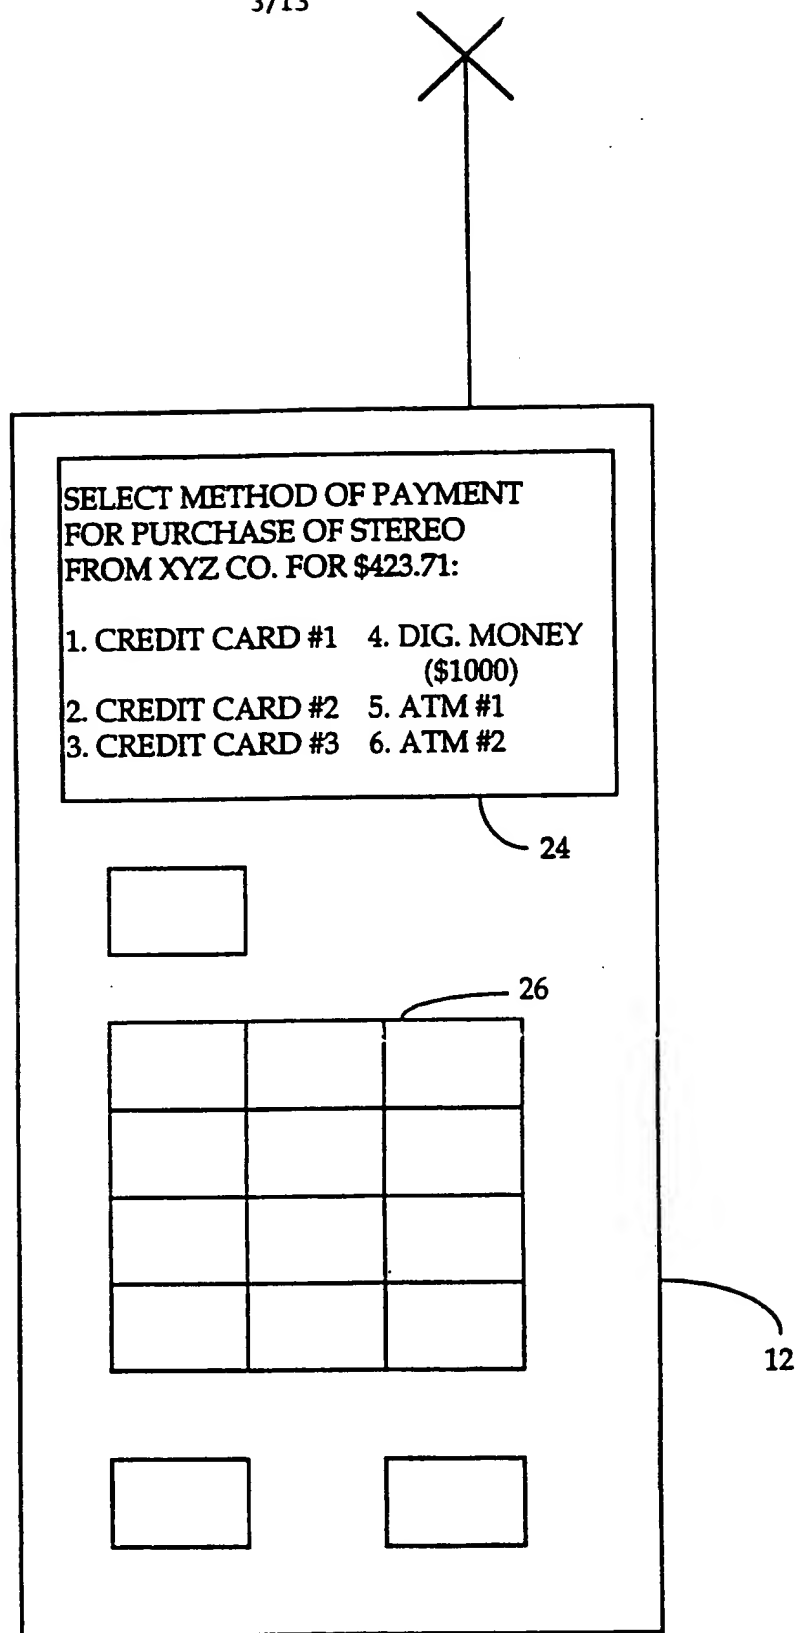 3/13
SELECT METHOD OF PAYMENT
FOR PURCHASE OF STEREO
FROM XYZ CO. FOR $423.71:
1. CREDIT CARD #1 4. DIG. MONEY
($1000)
2. CREDIT CARD #2 5. ATM #1
3. CREDIT CARD #3 6. ATM #2
24
26
12